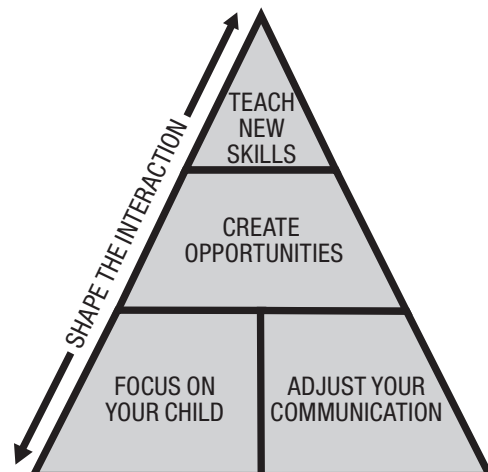 TEACH
NEW
SKILLS
SHAPE THE INTERACTION
CREATE
OPPORTUNITIES
FOCUS ON
YOUR CHILD
ADJUST YOUR
COMMUNICATION